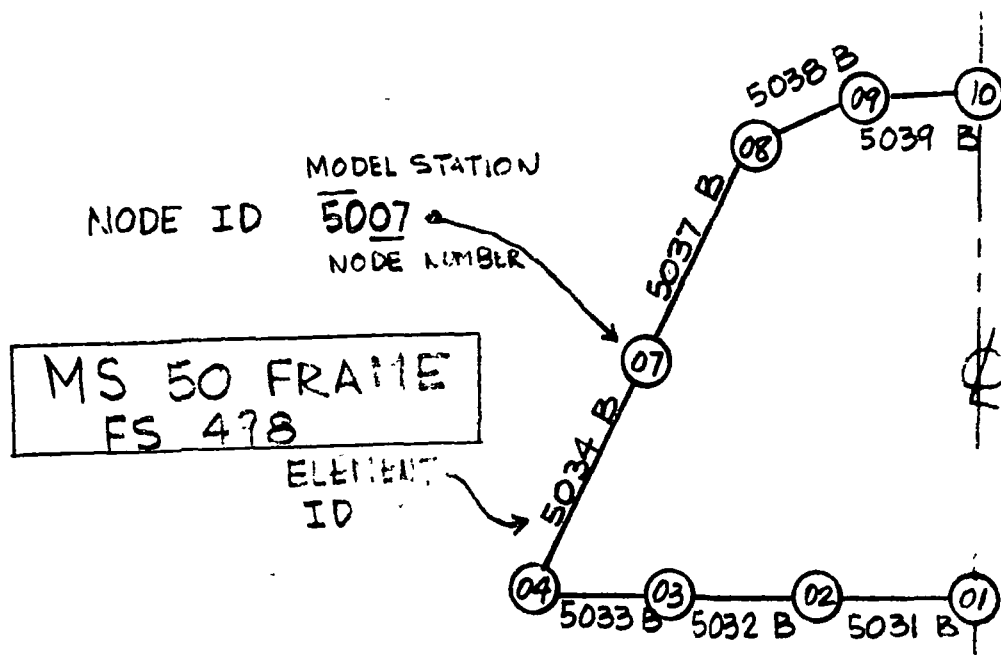 MODEL STATION
NODE ID 5007
NODE NUMBER
MS 50 FRAME
FS 478
ELEMENT
ID
5038 B
09
10
5039 B
08
5037 B
07
5034 B
04
03
02
01
5033 B
5032 B
5031 B